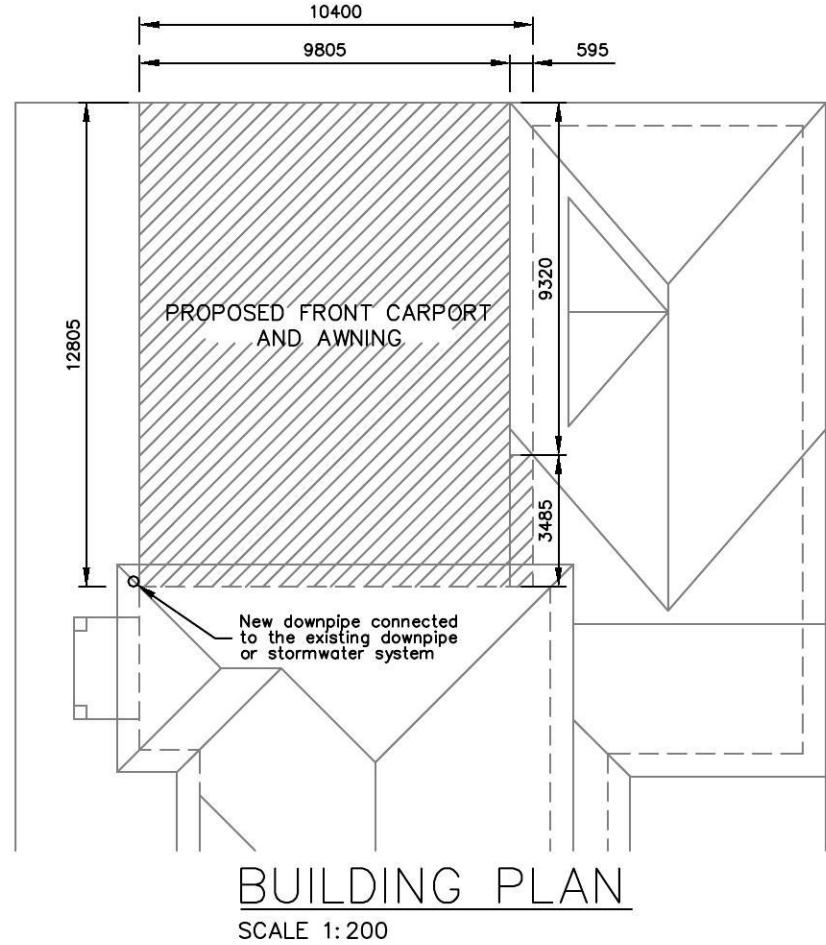 10400
9805
595
12805
9320
PROPOSED FRONT CARPORT
AND AWNING
3485
New downpipe connected
to the existing downpipe
or stormwater system
BUILDING PLAN
SCALE 1:200